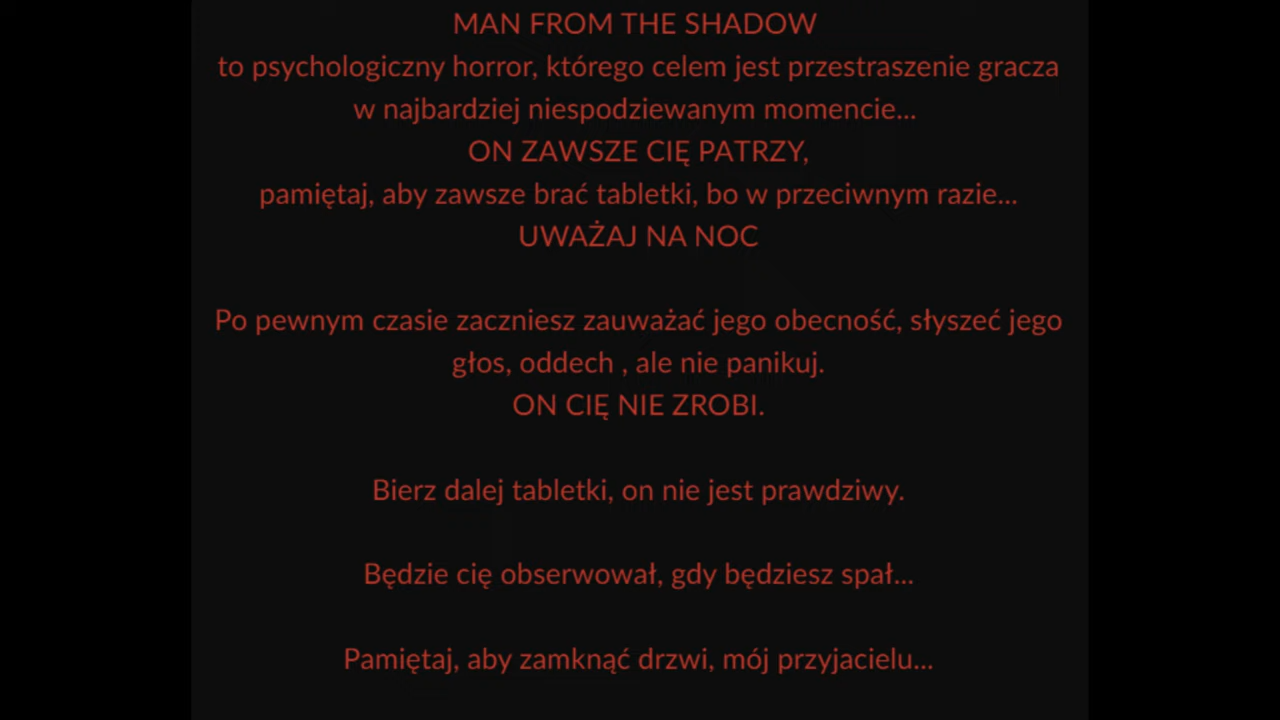 MAN FROM THE SHADOW
to psychologiczny horror, którego celem jest przestraszenie gracza
w najbardziej niespodziewanym momencie...
ON ZAWSZE CIĘ PATRZY,
pamiętaj, aby zawsze brać tabletki, bo w przeciwnym razie...
UWAŻAJ NA NOC
Po pewnym czasie zaczniesz zauważać jego obecność, słyszeć jego
głos, oddech , ale nie panikuj.
ON CIĘ NIE ZROBI.
Bierz dalej tabletki, on nie jest prawdziwy.
Będzie cię obserwował, gdy będziesz spał...
Pamiętaj, aby zamknąć drzwi, mój przyjacielu...